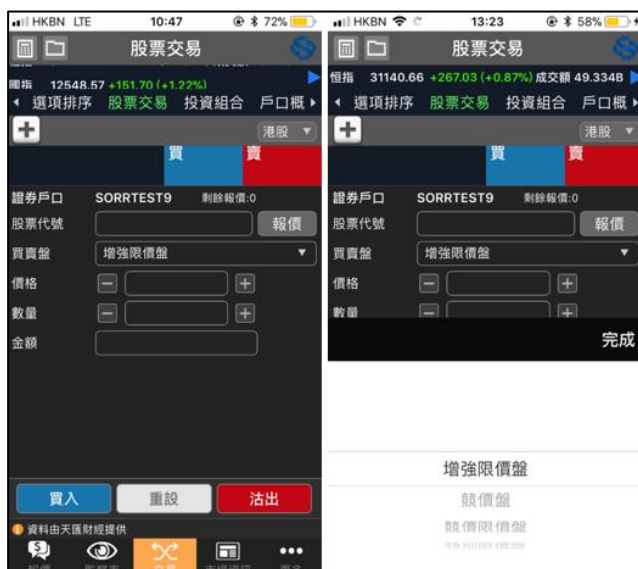 HKBN LTE 10:47 72%
股票交易
國指 12548.57 +151.70 (+1.22%)
選項排序 股票交易 投資組合 戶口概
港股
買 賣
證券戶口 SORRTEST9 剩餘報價:0
股票代號 報價
買賣盤 增強限價盤
價格
數量
金額
買入 重設 沽出
資料由天匯財經提供
交易
更多
HKBN 13:23 58%
股票交易
恒指 31140.66 +267.03 (+0.87%) 成交額 49.334B
選項排序 股票交易 投資組合 戶口概
港股
買 賣
證券戶口 SORRTEST9 剩餘報價:0
股票代號 報價
買賣盤 增強限價盤
價格
數量
完成
增強限價盤
競價盤
競價限價盤